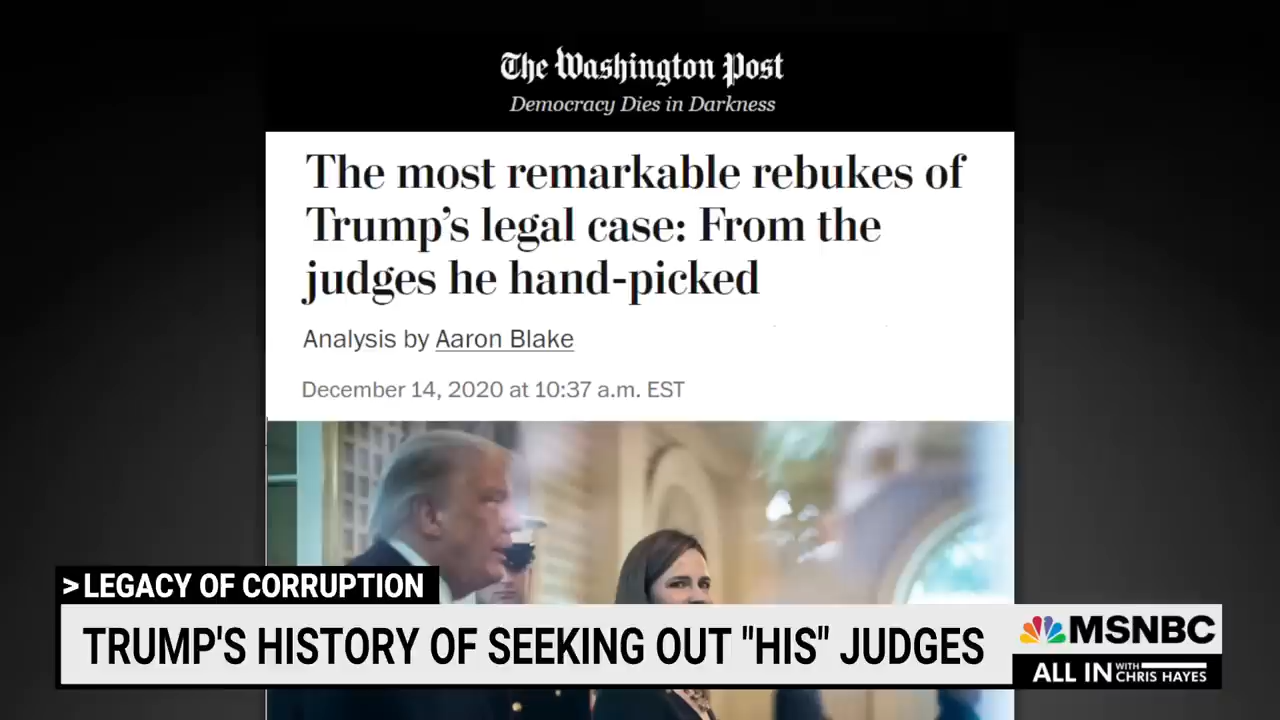 The Washington Post
Democracy Dies in Darkness
The most remarkable rebukes of
Trump's legal case: From the
judges he hand-picked
Analysis by Aaron Blake
December 14, 2020 at 10:37 a.m. EST
>LEGACY OF CORRUPTION
TRUMP'S HISTORY OF SEEKING OUT "HIS" JUDGES
MSNBC
ALL IN WITH CHRIS HAYES